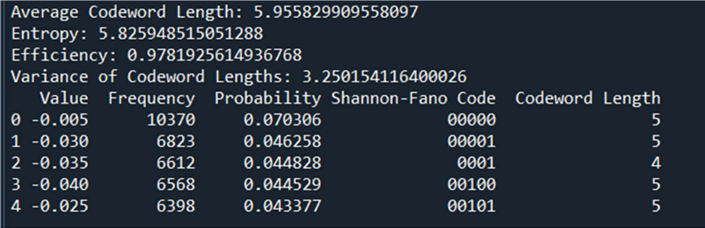 Average Codeword Length: 5.955829909558097
Entropy: 5.825948515051288
Efficiency: 0.9781925614936768
Variance of Codeword Lengths: 3.250154116400026
Value Frequency Probability Shannon-Fano Code Codeword Length
0 -0.005 10370 0.070306 00000 5
1 -0.030 6823 0.046258 00001 5
2 -0.035 6612 0.044828 0001 4
3 -0.040 6568 0.044529 00100 5
4 -0.025 6398 0.043377 00101 5